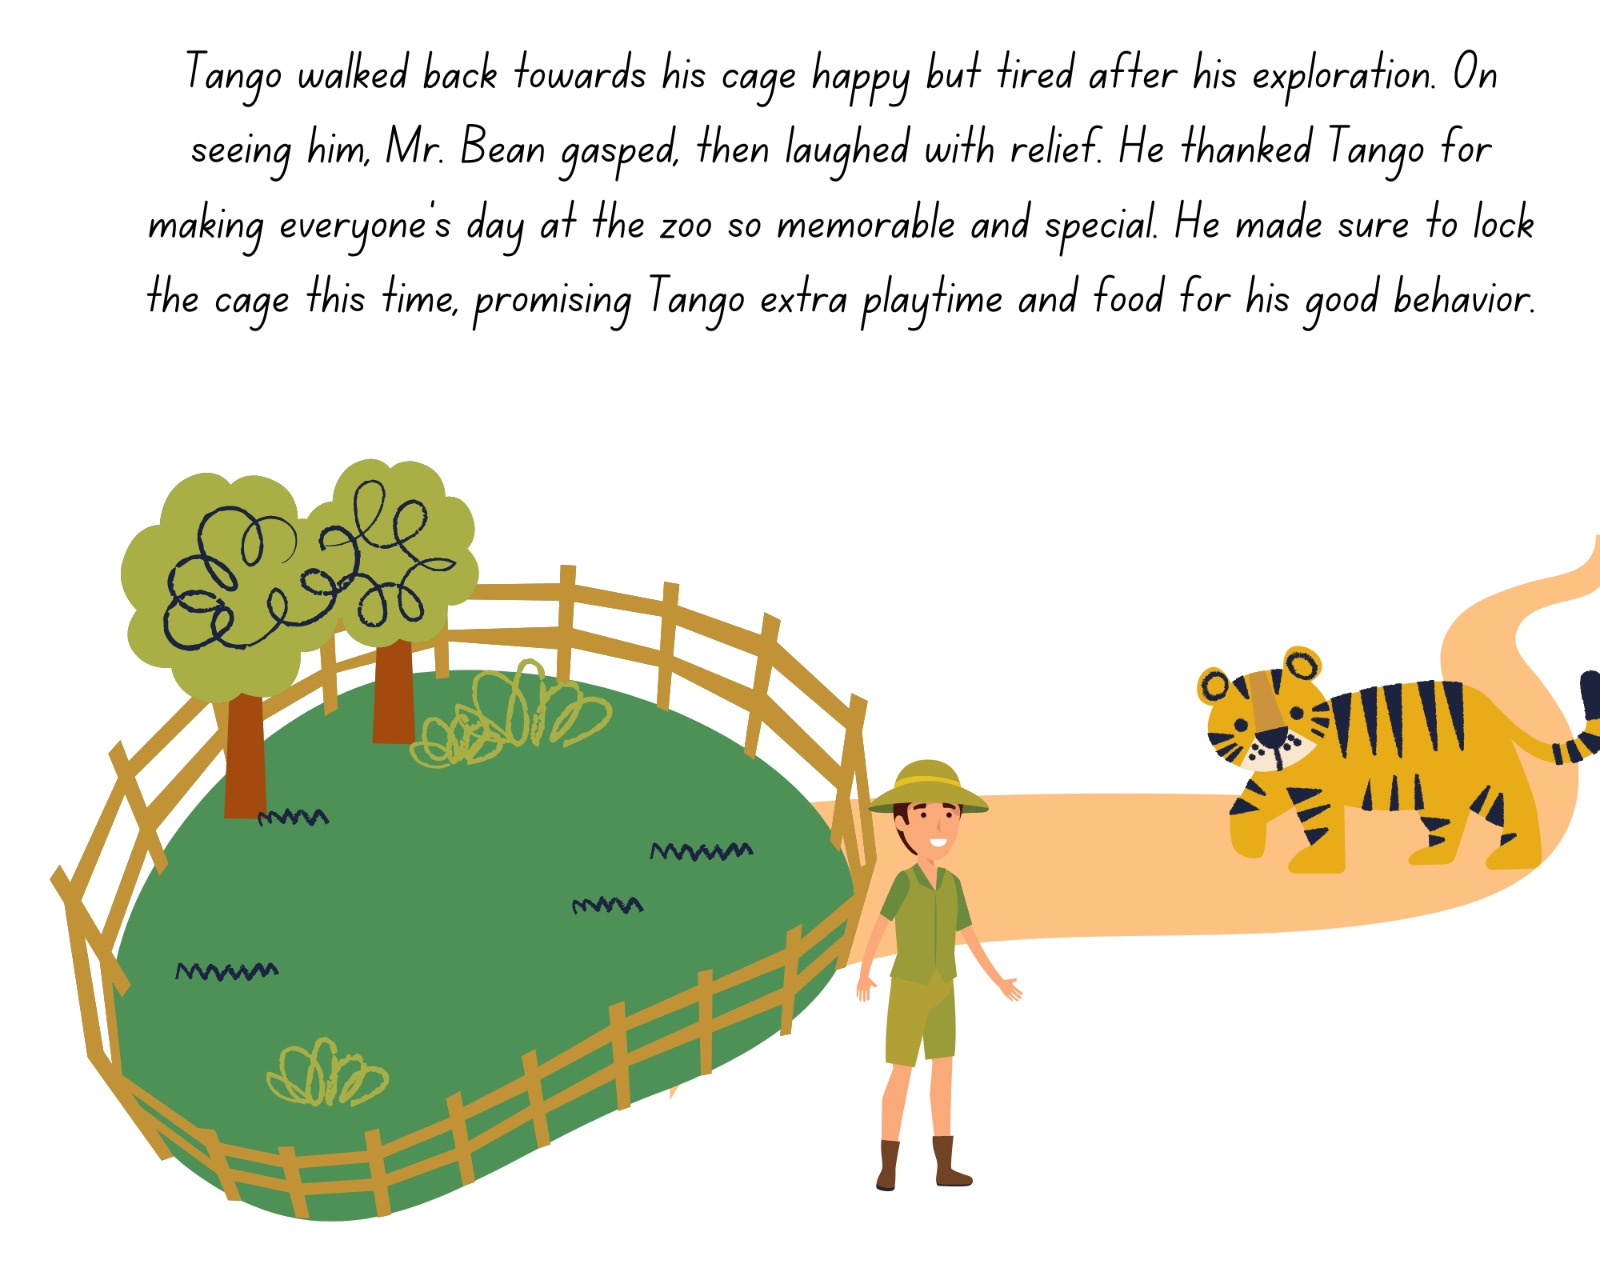 Tango walked back towards his cage happy but tired after his exploration. On
seeing him, Mr. Bean gasped, then laughed with relief. He thanked Tango for
making everyone's day at the zoo so memorable and special. He made sure to lock
the cage this time, promising Tango extra playtime and food for his good behavior.